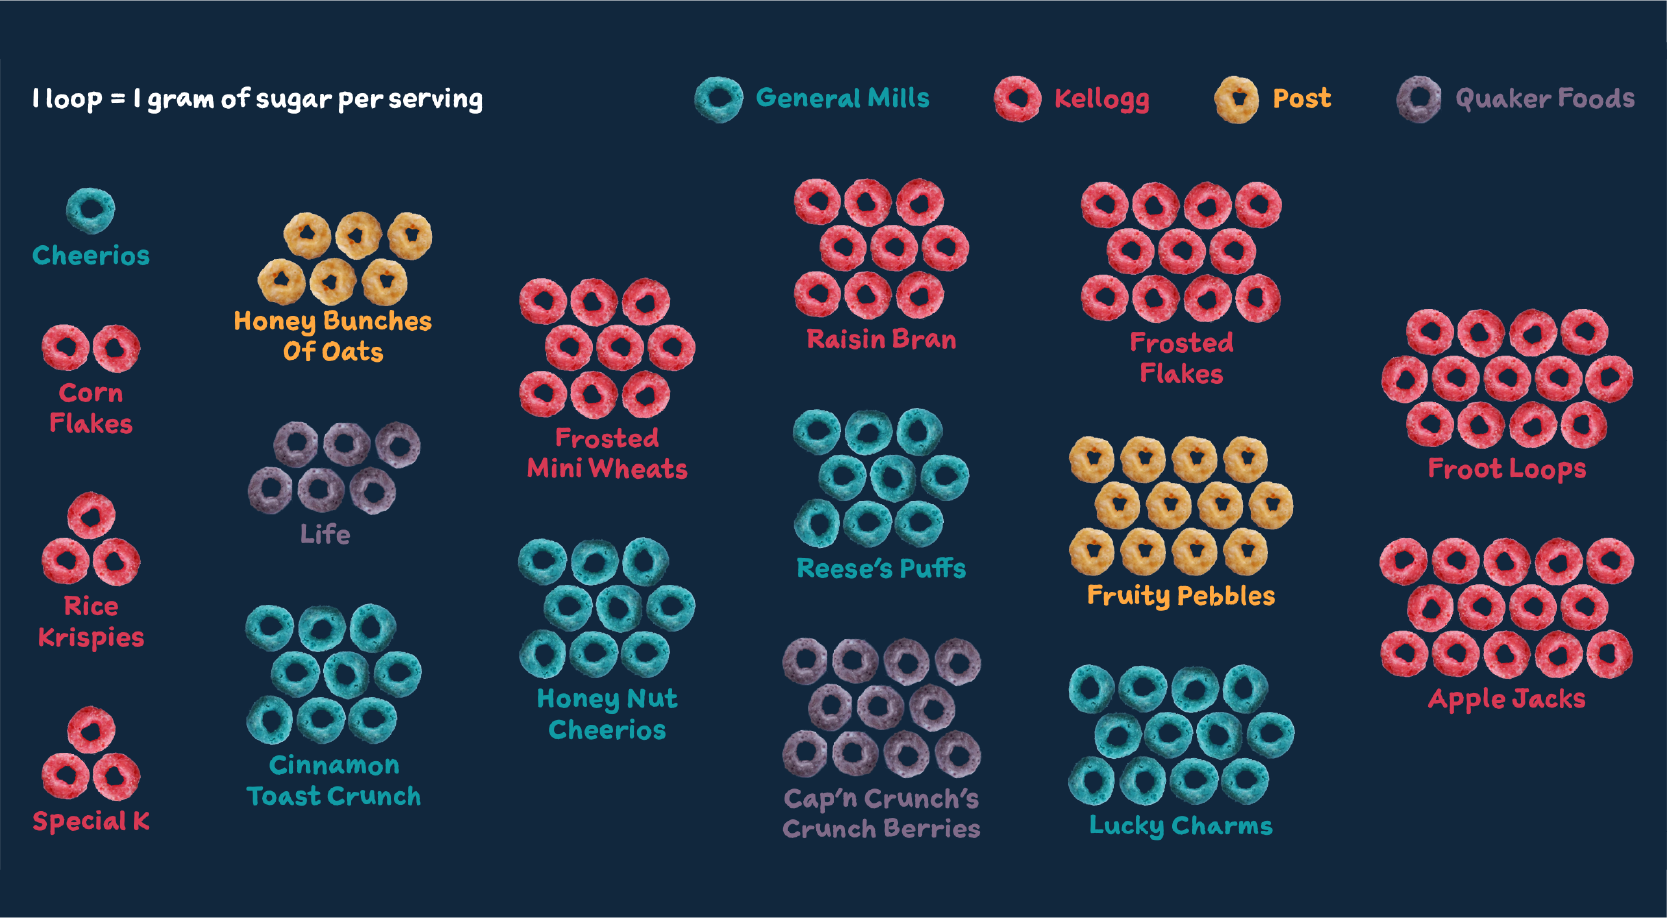 1 loop = 1 gram of sugar per serving
General Mills
Kellogg
Post
Quaker Foods
Cheerios
Corn
Flakes
Rice
Krispies
Special K
Honey Bunches
Of Oats
Life
Cinnamon
Toast Crunch
Frosted
Mini Wheats
Honey Nut
Cheerios
Raisin Bran
Reese's Puffs
Cap'n Crunch's
Crunch Berries
Frosted
Flakes
Fruity Pebbles
Lucky Charms
Froot Loops
Apple Jacks